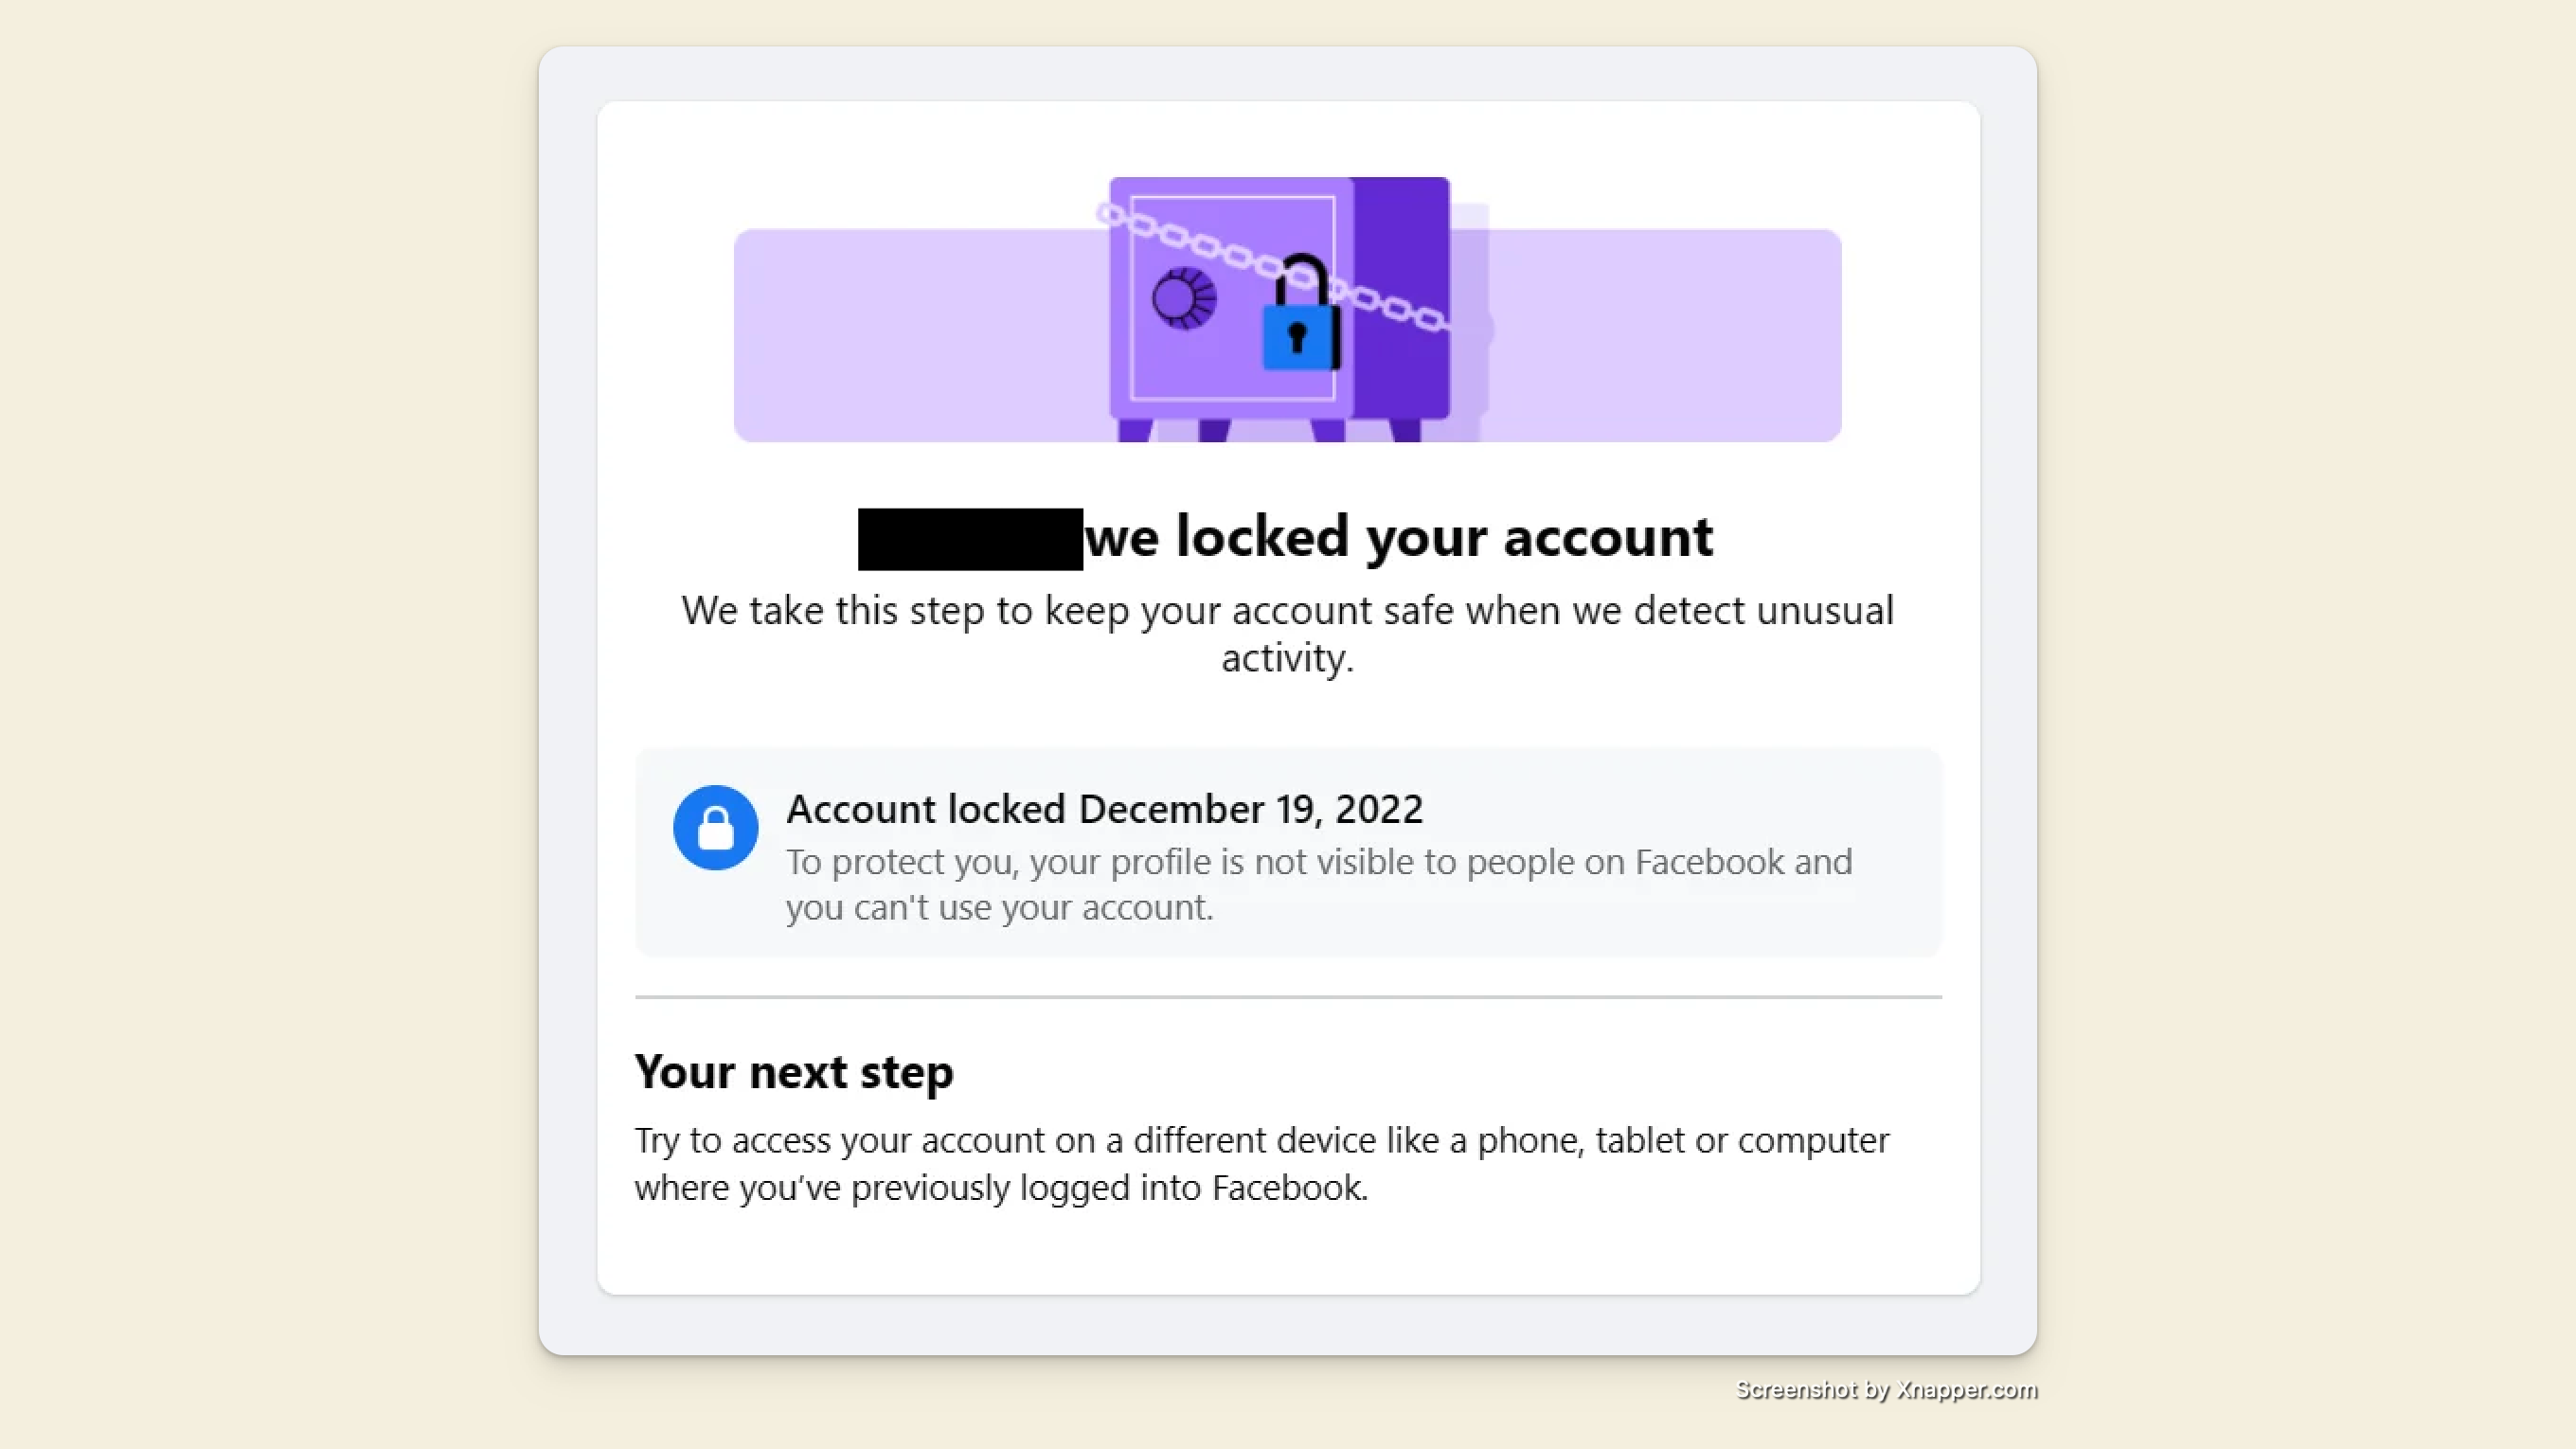 we locked your account
We take this step to keep your account safe when we detect unusual
activity.
Account locked December 19, 2022
To protect you, your profile is not visible to people on Facebook and
you can't use your account.
Your next step
Try to access your account on a different device like a phone, tablet or computer
where you’ve previously logged into Facebook.
Screenshot by Xnapper.com